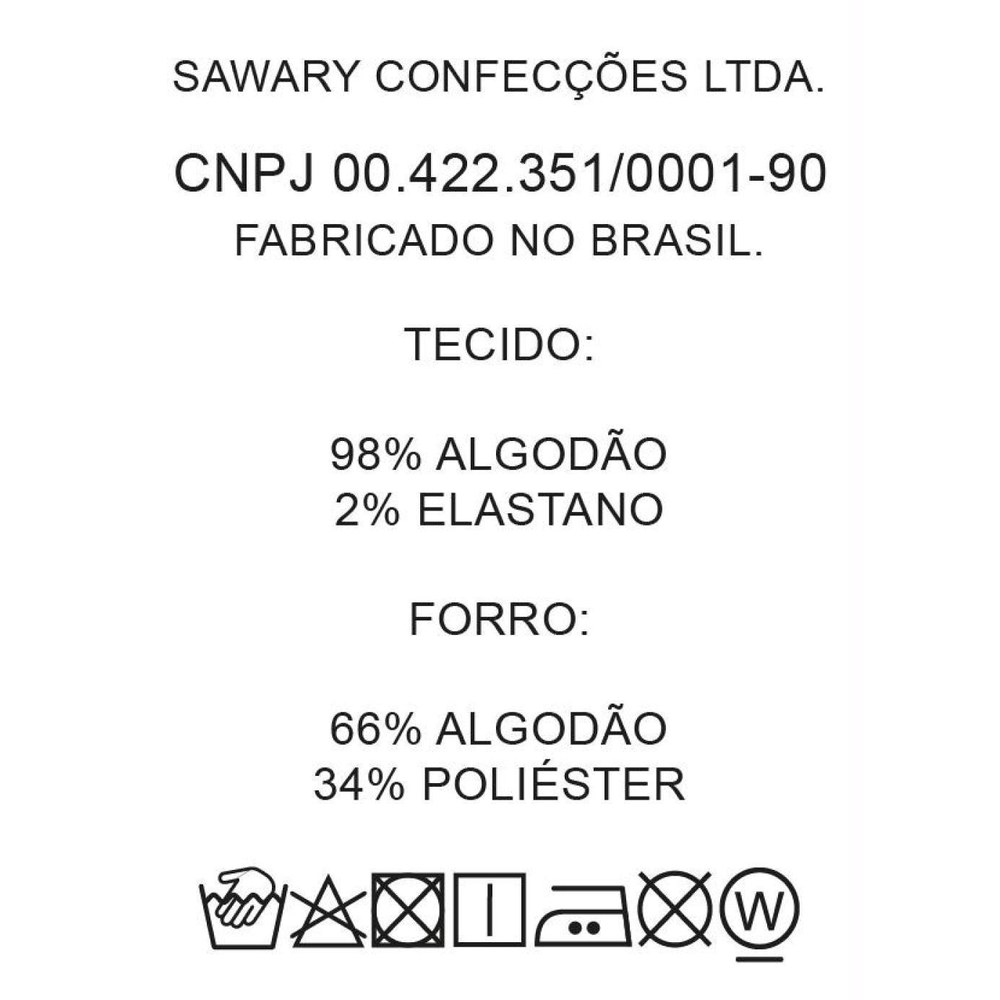 SAWARY CONFECÇÕES LTDA.
CNPJ 00.422.351/0001-90
FABRICADO NO BRASIL.
TECIDO:
98% ALGODÃO
2% ELASTANO
FORRO:
66% ALGODÃO
34% POLIÉSTER
W